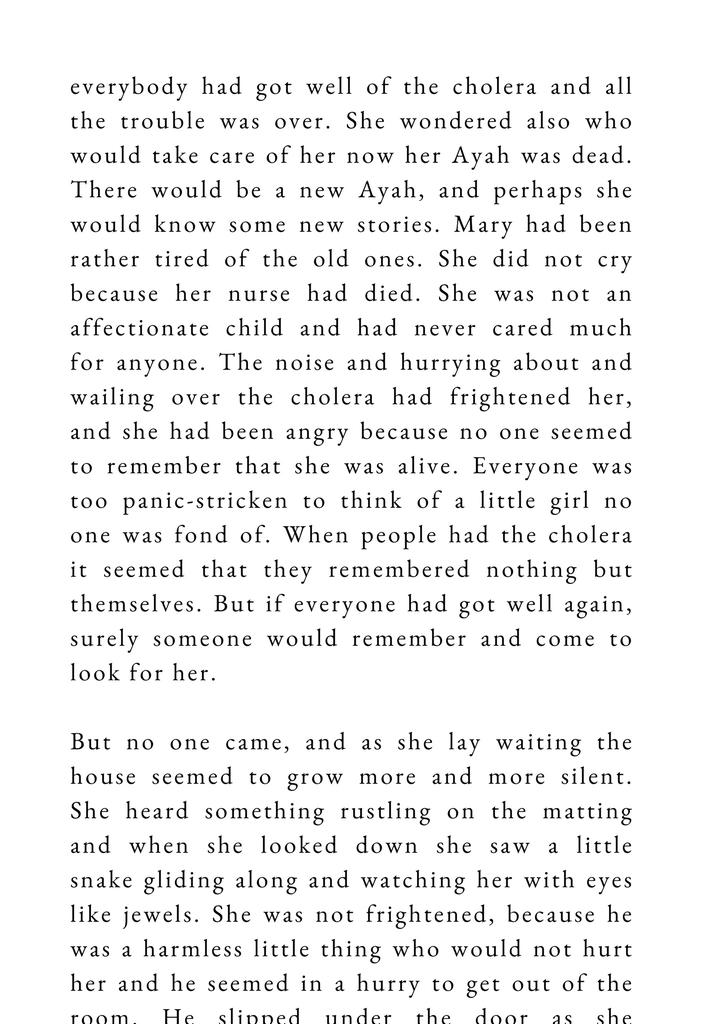 everybody had got well of the cholera and all
the trouble was over. She wondered also who
would take care of her now her Ayah was dead.
There would be a new Ayah, and perhaps she
would know some new stories. Mary had been
rather tired of the old ones. She did not cry
because her nurse had died. She was not an
affectionate child and had never cared much
for anyone. The noise and hurrying about and
wailing over the cholera had frightened her,
and she had been angry because no one seemed
to remember that she was alive. Everyone was
too panic-stricken to think of a little girl no
one was fond of. When people had the cholera
it seemed that they remembered nothing but
themselves. But if everyone had got well again,
surely someone would remember and come to
look for her.
But no one came, and as she lay waiting the
house seemed to grow more and more silent.
She heard something rustling on the matting
and when she looked down she saw a little
snake gliding along and watching her with eyes
like jewels. She was not frightened, because he
was a harmless little thing who would not hurt
her and he seemed in a hurry to get out of the
room. He slipped under the door as she